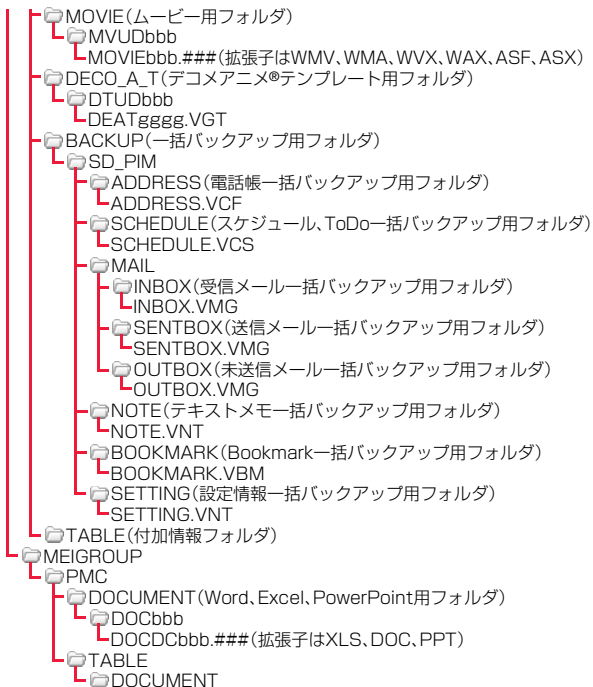 MOVIE（ムービー用フォルダ）
MVUDbbb
MOVIEbbb.###（拡張子はWMV、WMA、WVX、WAX、ASF、ASX）
DECO_A_T（デコメアニメ®テンプレート用フォルダ）
DTUDbbb
DEATgggg.VGT
BACKUP（一括バックアップ用フォルダ）
SD_PIM
ADDRESS（電話帳一括バックアップ用フォルダ）
ADDRESS.VCF
SCHEDULE（スケジュール、ToDo一括バックアップ用フォルダ）
SCHEDULE.VCS
MAIL
INBOX（受信メール一括バックアップ用フォルダ）
INBOX.VMG
SENTBOX（送信メール一括バックアップ用フォルダ）
SENTBOX.VMG
OUTBOX（未送信メール一括バックアップ用フォルダ）
OUTBOX.VMG
NOTE（テキストメモ一括バックアップ用フォルダ）
NOTE.VNT
BOOKMARK（Bookmark一括バックアップ用フォルダ）
BOOKMARK.VBM
SETTING（設定情報一括バックアップ用フォルダ）
SETTING.VNT
TABLE（付加情報フォルダ）
MEIGROUP
PMC
DOCUMENT（Word、Excel、PowerPoint用フォルダ）
DOCbbb
DOCDCbbb.###（拡張子はXLS、DOC、PPT）
TABLE
DOCUMENT